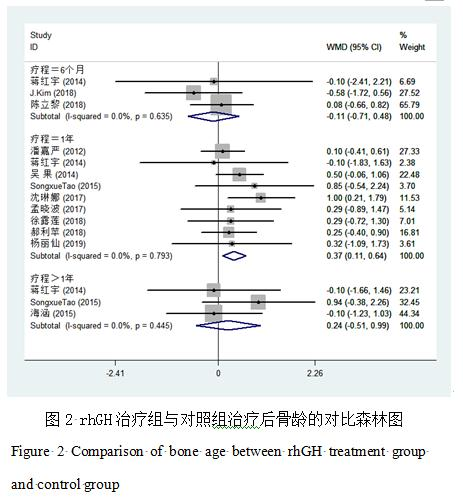 Study %
ID WMD (95% CI) Weight
疗程=6个月
蒋红宇 (2014) -0.10 (-2.41, 2.21) 6.69
J.Kim (2018) -0.58 (-1.72, 0.56) 27.52
陈立黎 (2018) 0.08 (-0.66, 0.82) 65.79
Subtotal (I-squared = 0.0%, p = 0.635) -0.11 (-0.71, 0.48) 100.00
疗程=1年
潘嘉严 (2012) 0.10 (-0.41, 0.61) 27.33
蒋红宇 (2014) -0.10 (-1.83, 1.63) 2.38
吴 果 (2014) 0.50 (-0.06, 1.06) 22.48
SongxueTao (2015) 0.85 (-0.54, 2.24) 3.70
沈琳娜 (2017) 1.00 (0.21, 1.79) 11.53
孟晓波 (2017) 0.29 (-0.89, 1.47) 5.14
徐露莲 (2018) 0.29 (-0.72, 1.30) 7.01
郝利苹 (2018) 0.25 (-0.40, 0.90) 16.81
杨丽仙 (2019) 0.32 (-1.09, 1.73) 3.61
Subtotal (I-squared = 0.0%, p = 0.793) 0.37 (0.11, 0.64) 100.00
疗程>1年
蒋红宇 (2014) -0.10 (-1.66, 1.46) 23.21
SongxueTao (2015) 0.94 (-0.38, 2.26) 32.45
海涵 (2015) -0.10 (-1.23, 1.03) 44.34
Subtotal (I-squared = 0.0%, p = 0.445) 0.24 (-0.51, 0.99) 100.00
-2.41 0 2.26
图 2 rhGH 治疗组与对照组治疗后骨龄的对比森林图
Figure 2 Comparison of bone age between rhGH treatment group
and control group